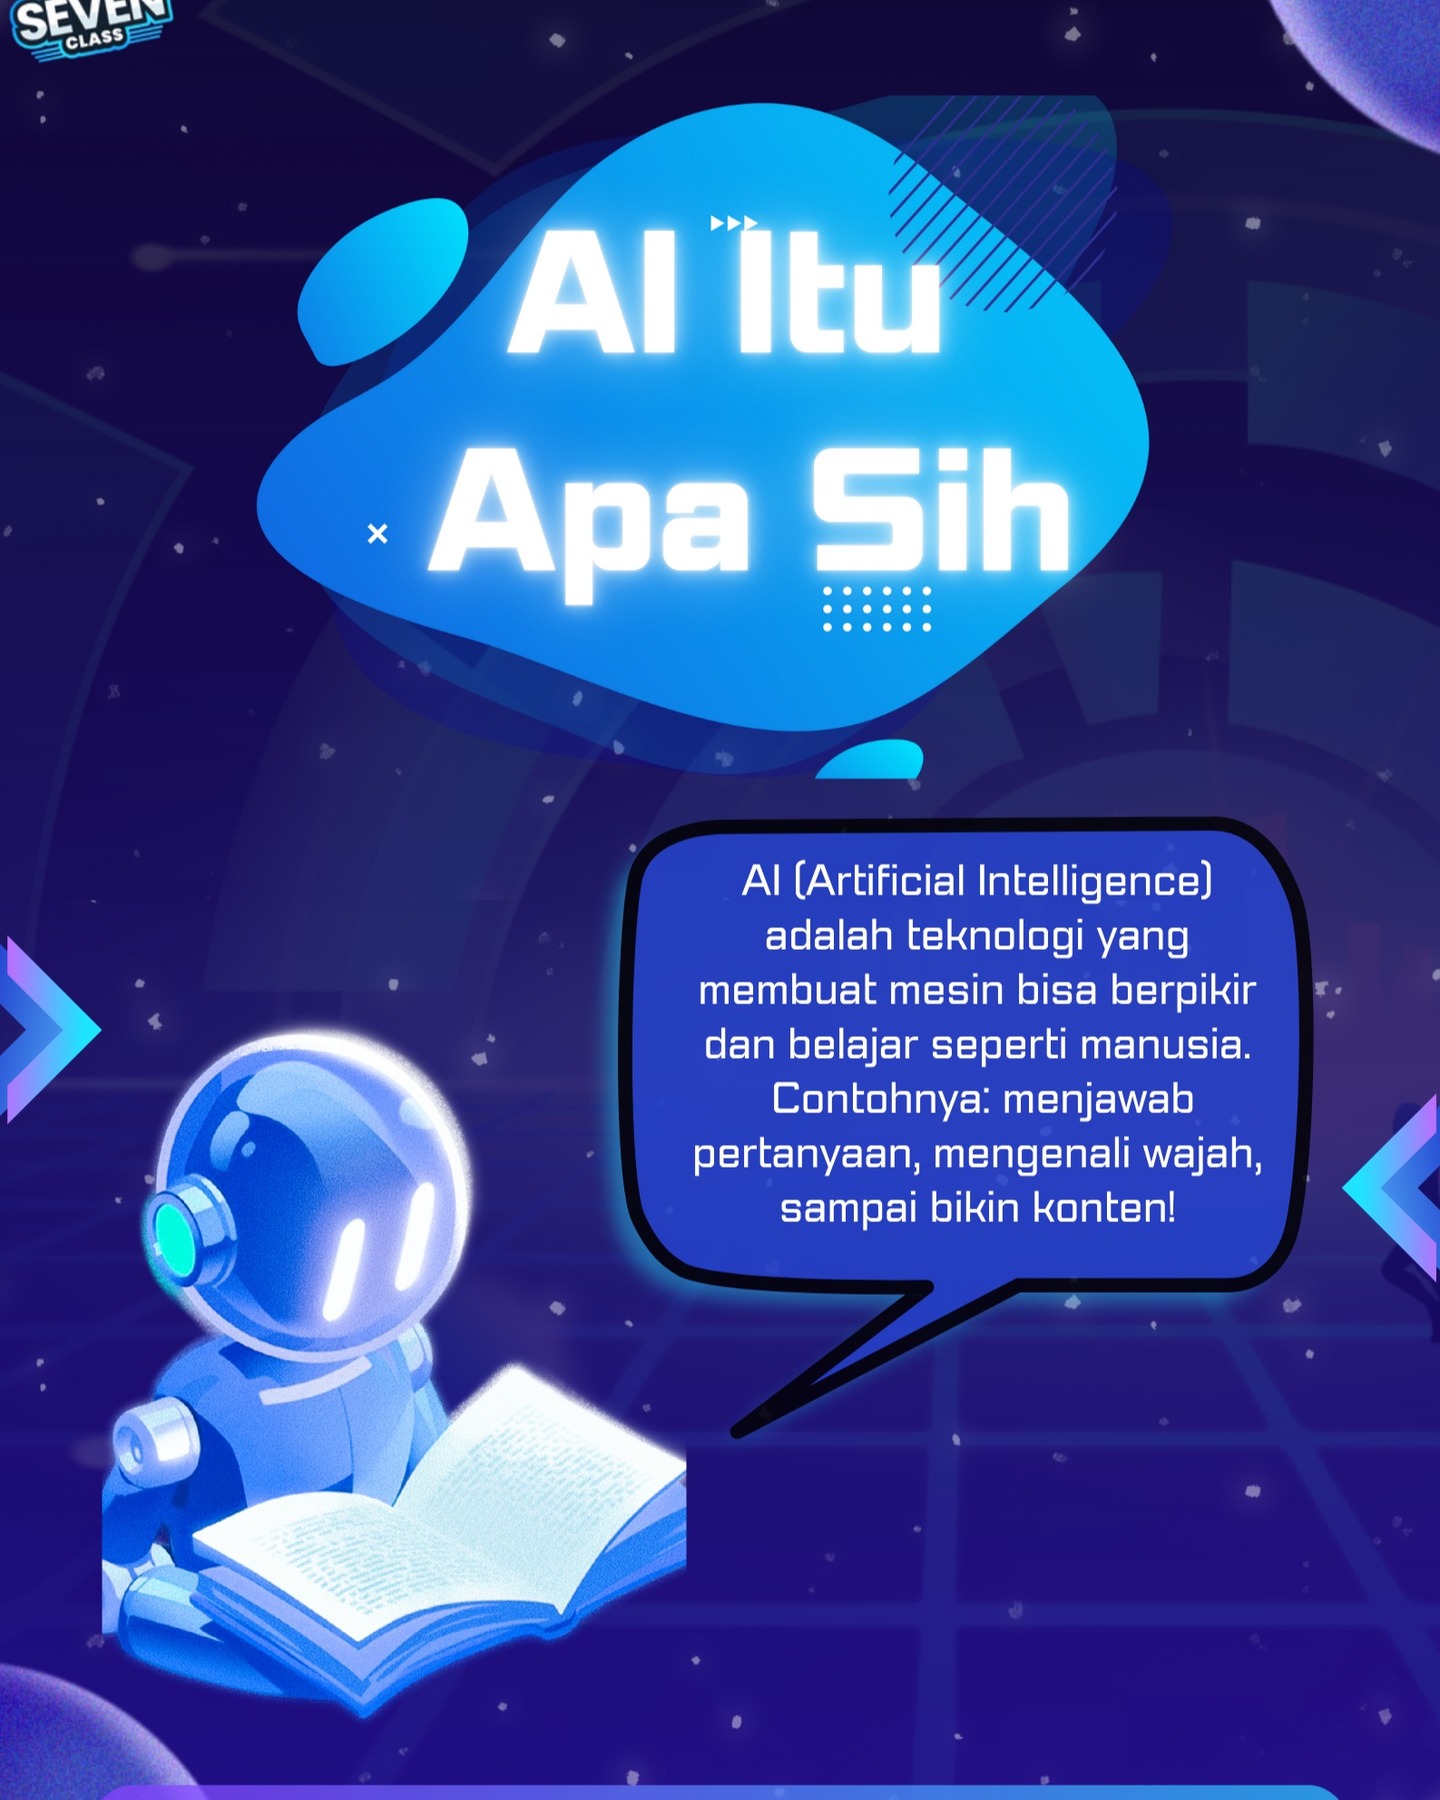 SEVEN
CLASS
AI Itu
Apa Sih
AI (Artificial Intelligence)
adalah teknologi yang
membuat mesin bisa berpikir
dan belajar seperti manusia.
Contohnya: menjawab
pertanyaan, mengenali wajah,
sampai bikin konten!